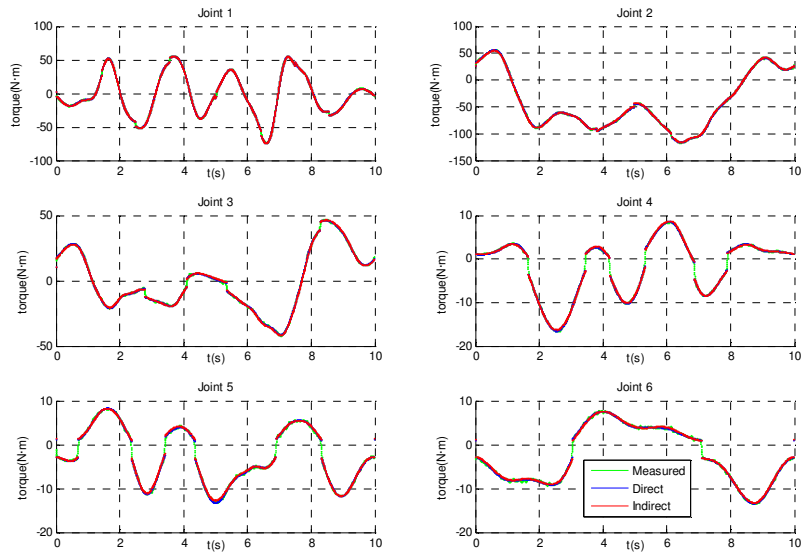 Joint 1
100
50
0
-50
-100
torque(N·m)
0 2 4 6 8 10
t(s)
Joint 2
100
50
0
-50
-100
-150
torque(N·m)
0 2 4 6 8 10
t(s)
Joint 3
50
0
-50
torque(N·m)
0 2 4 6 8 10
t(s)
Joint 4
10
0
-10
-20
torque(N·m)
0 2 4 6 8 10
t(s)
Joint 5
10
0
-10
-20
torque(N·m)
0 2 4 6 8 10
t(s)
Joint 6
10
0
-10
-20
torque(N·m)
Measured
Direct
Indirect
0 2 4 6 8 10
t(s)